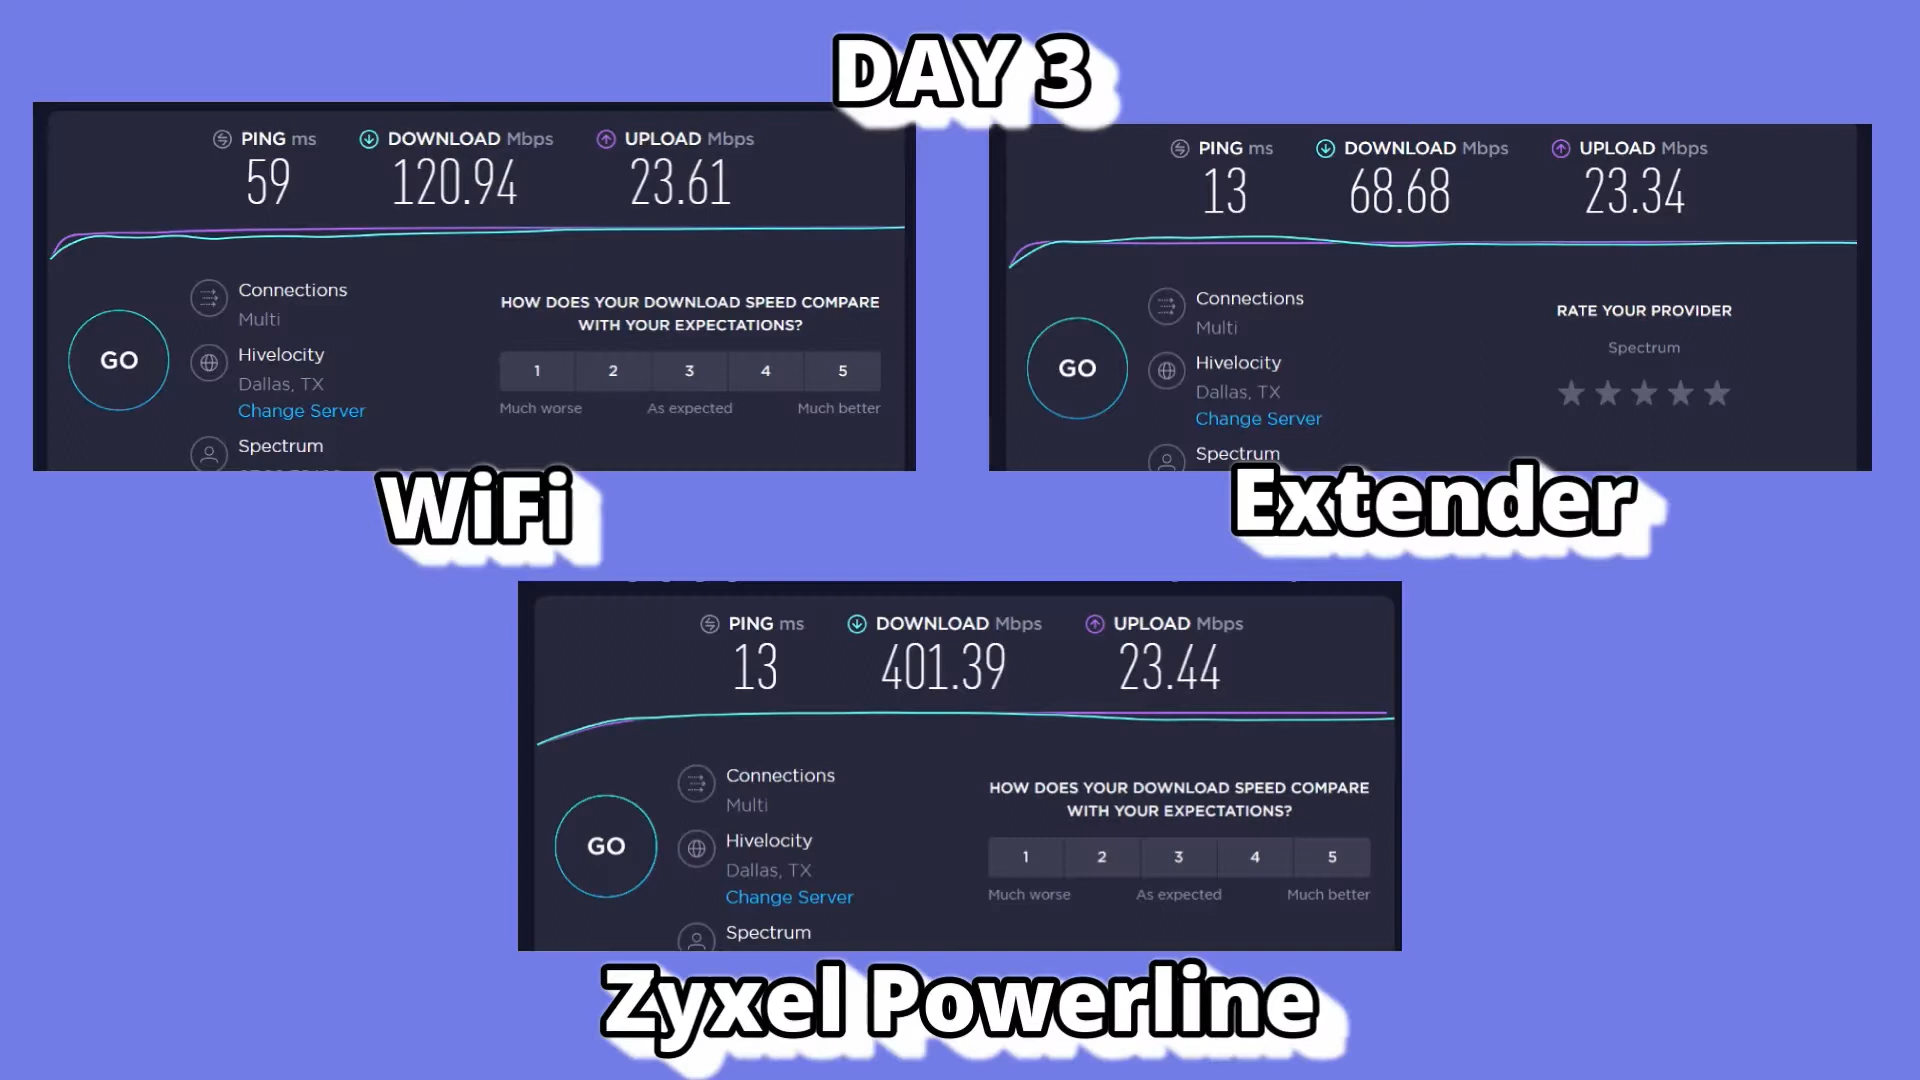 DAY 3
PING ms DOWNLOAD Mbps UPLOAD Mbps
59 120.94 23.61
Connections
Multi
Hivelocity
Dallas, TX
Change Server
Spectrum
HOW DOES YOUR DOWNLOAD SPEED COMPARE
WITH YOUR EXPECTATIONS?
1 2 3 4 5
Much worse As expected Much better
WiFi
PING ms DOWNLOAD Mbps UPLOAD Mbps
13 68.68 23.34
Connections
Multi
Hivelocity
Dallas, TX
Change Server
Spectrum
RATE YOUR PROVIDER
Spectrum
GO
GO
Extender
PING ms DOWNLOAD Mbps UPLOAD Mbps
13 401.39 23.44
GO
Connections
Multi
Hivelocity
Dallas, TX
Change Server
Spectrum
HOW DOES YOUR DOWNLOAD SPEED COMPARE
WITH YOUR EXPECTATIONS?
1 2 3 4 5
Much worse As expected Much better
Zyxel Powerline